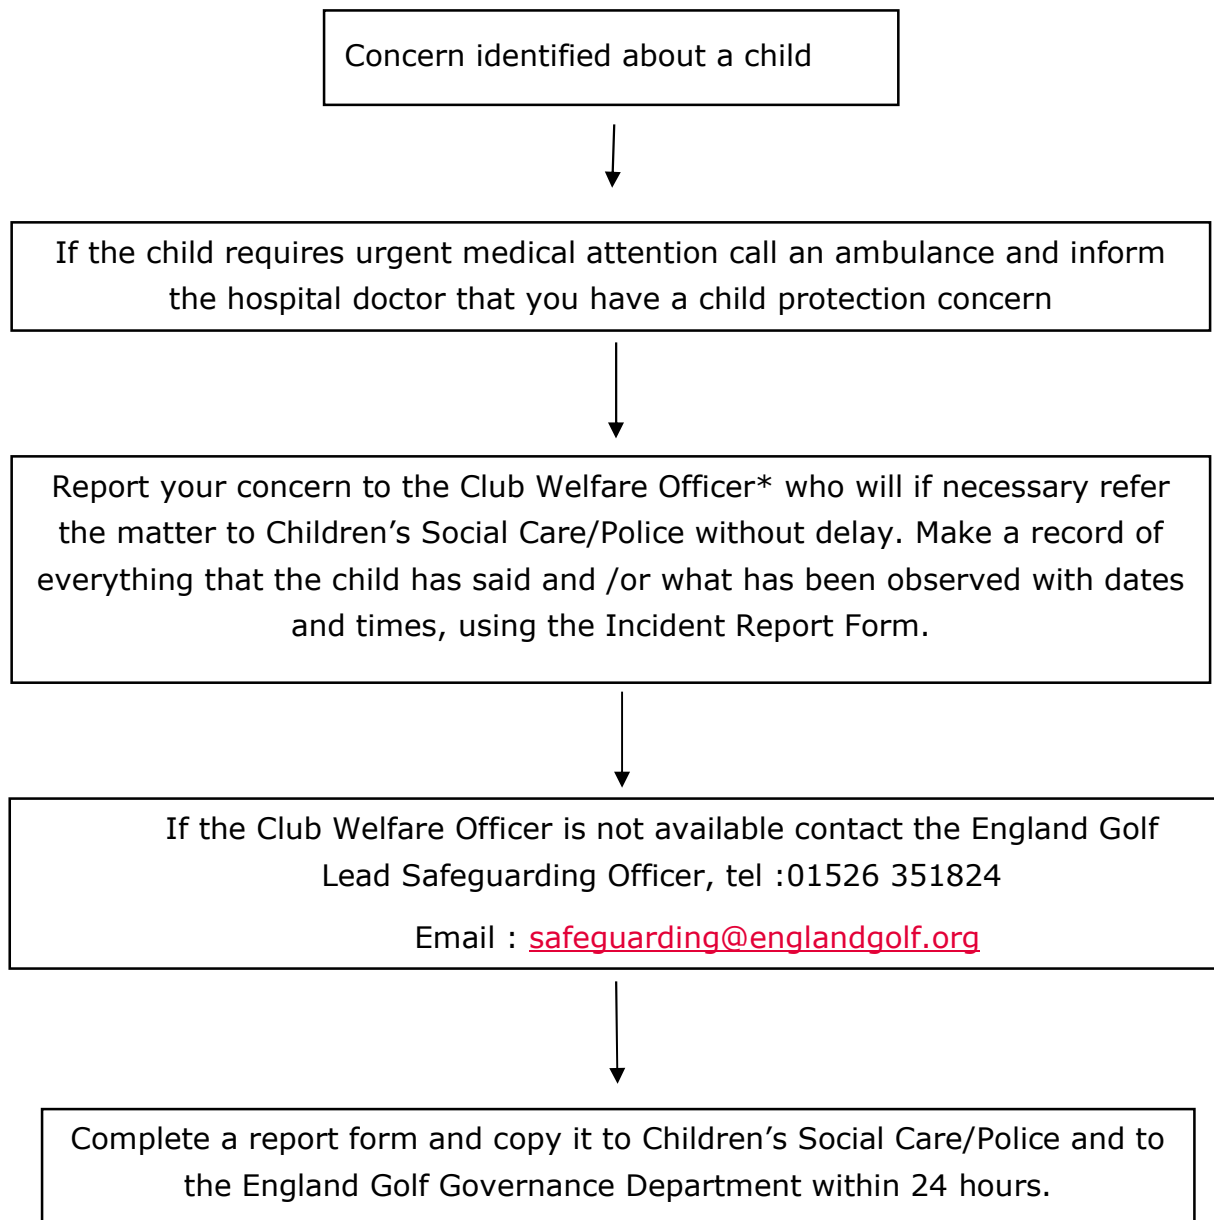 Concern identified about a child
If the child requires urgent medical attention call an ambulance and inform
the hospital doctor that you have a child protection concern
Report your concern to the Club Welfare Officer* who will if necessary refer
the matter to Children’s Social Care/Police without delay. Make a record of
everything that the child has said and /or what has been observed with dates
and times, using the Incident Report Form.
If the Club Welfare Officer is not available contact the England Golf
Lead Safeguarding Officer, tel :01526 351824
Email : safeguarding@englandgolf.org
Complete a report form and copy it to Children’s Social Care/Police and to
the England Golf Governance Department within 24 hours.